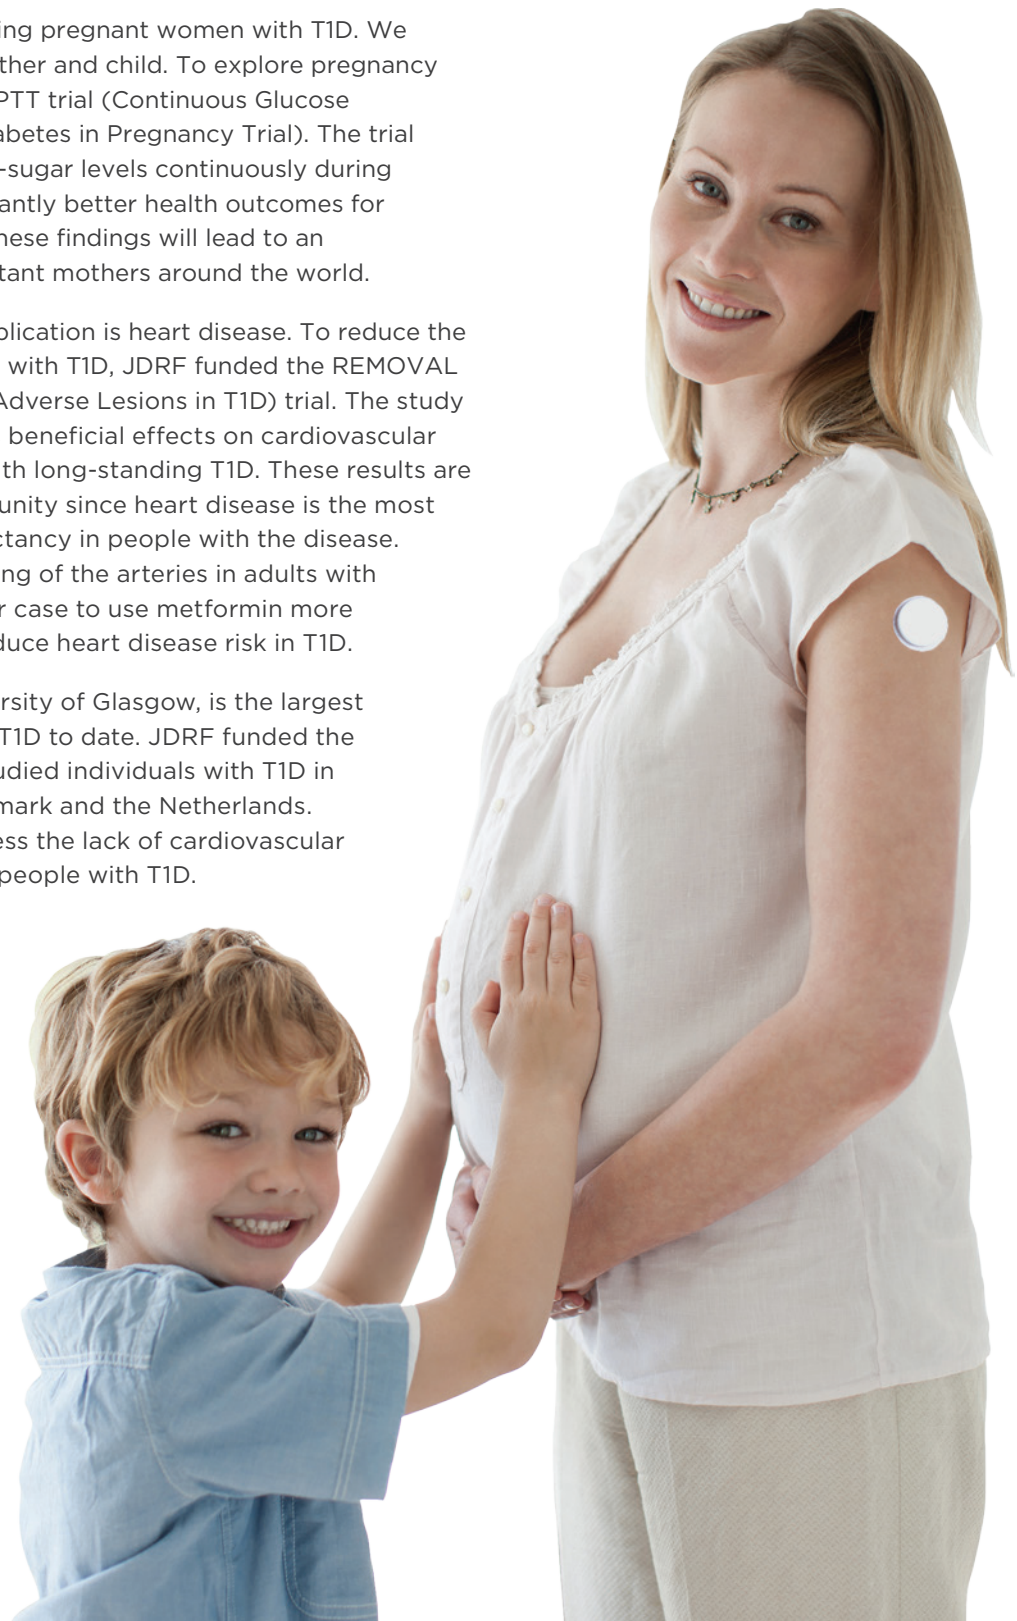 ing pregnant women with T1D. We
ther and child. To explore pregnancy
PTT trial (Continuous Glucose
abetes in Pregnancy Trial). The trial
-sugar levels continuously during
antly better health outcomes for
hese findings will lead to an
tant mothers around the world.
plication is heart disease. To reduce the
with T1D, JDRF funded the REMOVAL
Adverse Lesions in T1D) trial. The study
beneficial effects on cardiovascular
th long-standing T1D. These results are
unity since heart disease is the most
ctancy in people with the disease.
ng of the arteries in adults with
r case to use metformin more
duce heart disease risk in T1D.
rsity of Glasgow, is the largest
T1D to date. JDRF funded the
udied individuals with T1D in
mark and the Netherlands.
ess the lack of cardiovascular
people with T1D.